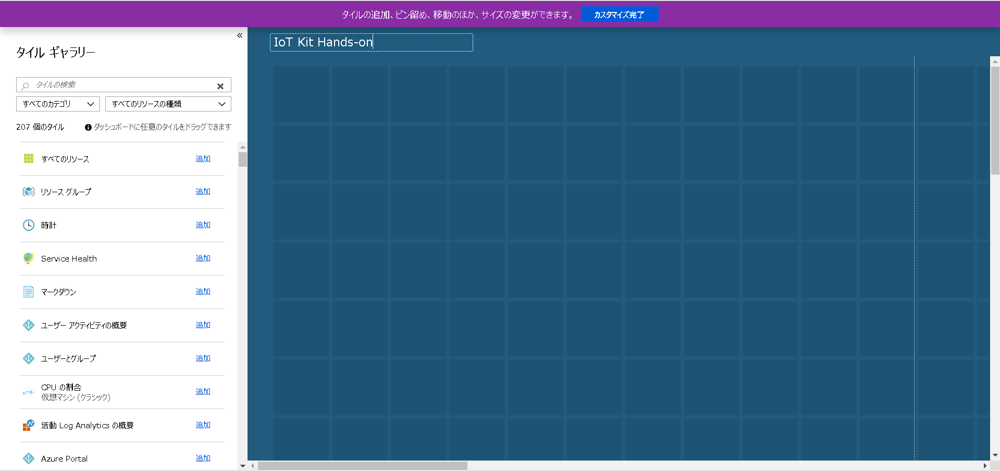 タイルの追加、ピン留め、移動のほか、サイズの変更ができます。 カスタマイズ完了
«
タイル ギャラリー
タイルの検索
すべてのカテゴリ すべてのリソースの種類
207 個のタイル ダッシュボードに任意のタイルをドラッグできます
すべてのリソース 追加
リソース グループ 追加
時計 追加
Service Health 追加
マークダウン 追加
ユーザー アクティビティの概要 追加
ユーザーとグループ 追加
CPU の割合 追加
仮想マシン (クラシック)
活動 Log Analytics の概要 追加
Azure Portal 追加
IoT Kit Hands-on